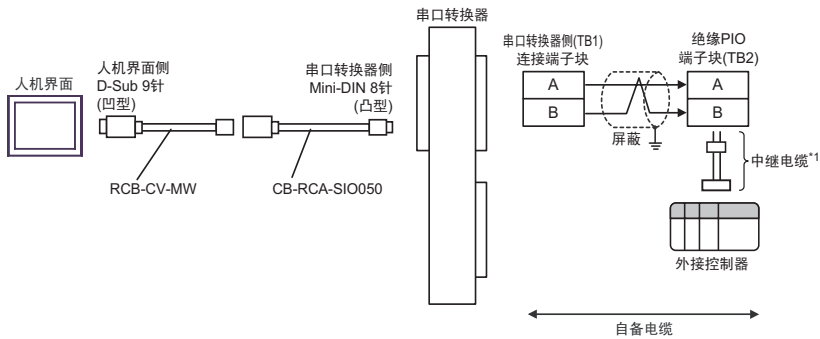 串口转换器
人机界面
人机界面侧
D-Sub 9针
(凹型)
串口转换器侧
Mini-DIN 8针
(凸型)
RCB-CV-MW
CB-RCA-SIO050
串口转换器侧(TB1)
连接端子块
A
B
屏蔽
绝缘PIO
端子块(TB2)
A
B
中继电缆*1
外接控制器
自备电缆